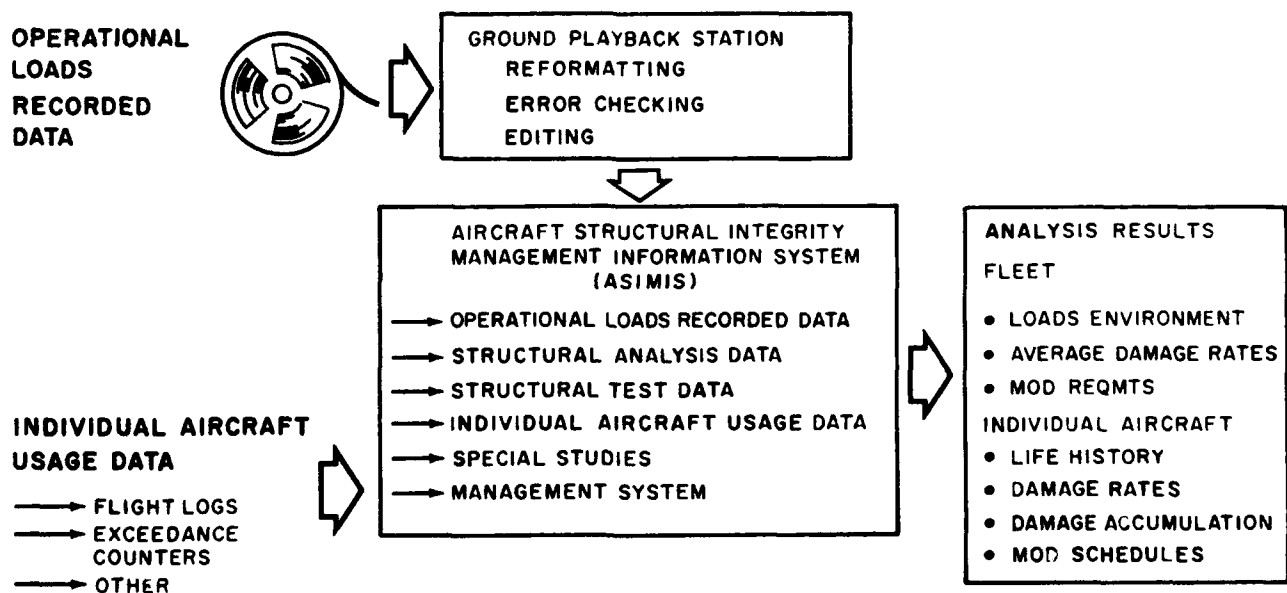 OPERATIONAL
LOADS
RECORDED
DATA
GROUND PLAYBACK STATION
REFORMATTING
ERROR CHECKING
EDITING
AIRCRAFT STRUCTURAL INTEGRITY
MANAGEMENT INFORMATION SYSTEM
(ASIMIS)
OPERATIONAL LOADS RECORDED DATA
STRUCTURAL ANALYSIS DATA
STRUCTURAL TEST DATA
INDIVIDUAL AIRCRAFT USAGE DATA
SPECIAL STUDIES
MANAGEMENT SYSTEM
INDIVIDUAL AIRCRAFT
USAGE DATA
FLIGHT LOGS
EXCEEDANCE
COUNTERS
OTHER
ANALYSIS RESULTS
FLEET
• LOADS ENVIRONMENT
• AVERAGE DAMAGE RATES
• MOD REQMTS
INDIVIDUAL AIRCRAFT
• LIFE HISTORY
• DAMAGE RATES
• DAMAGE ACCUMULATION
• MOD SCHEDULES